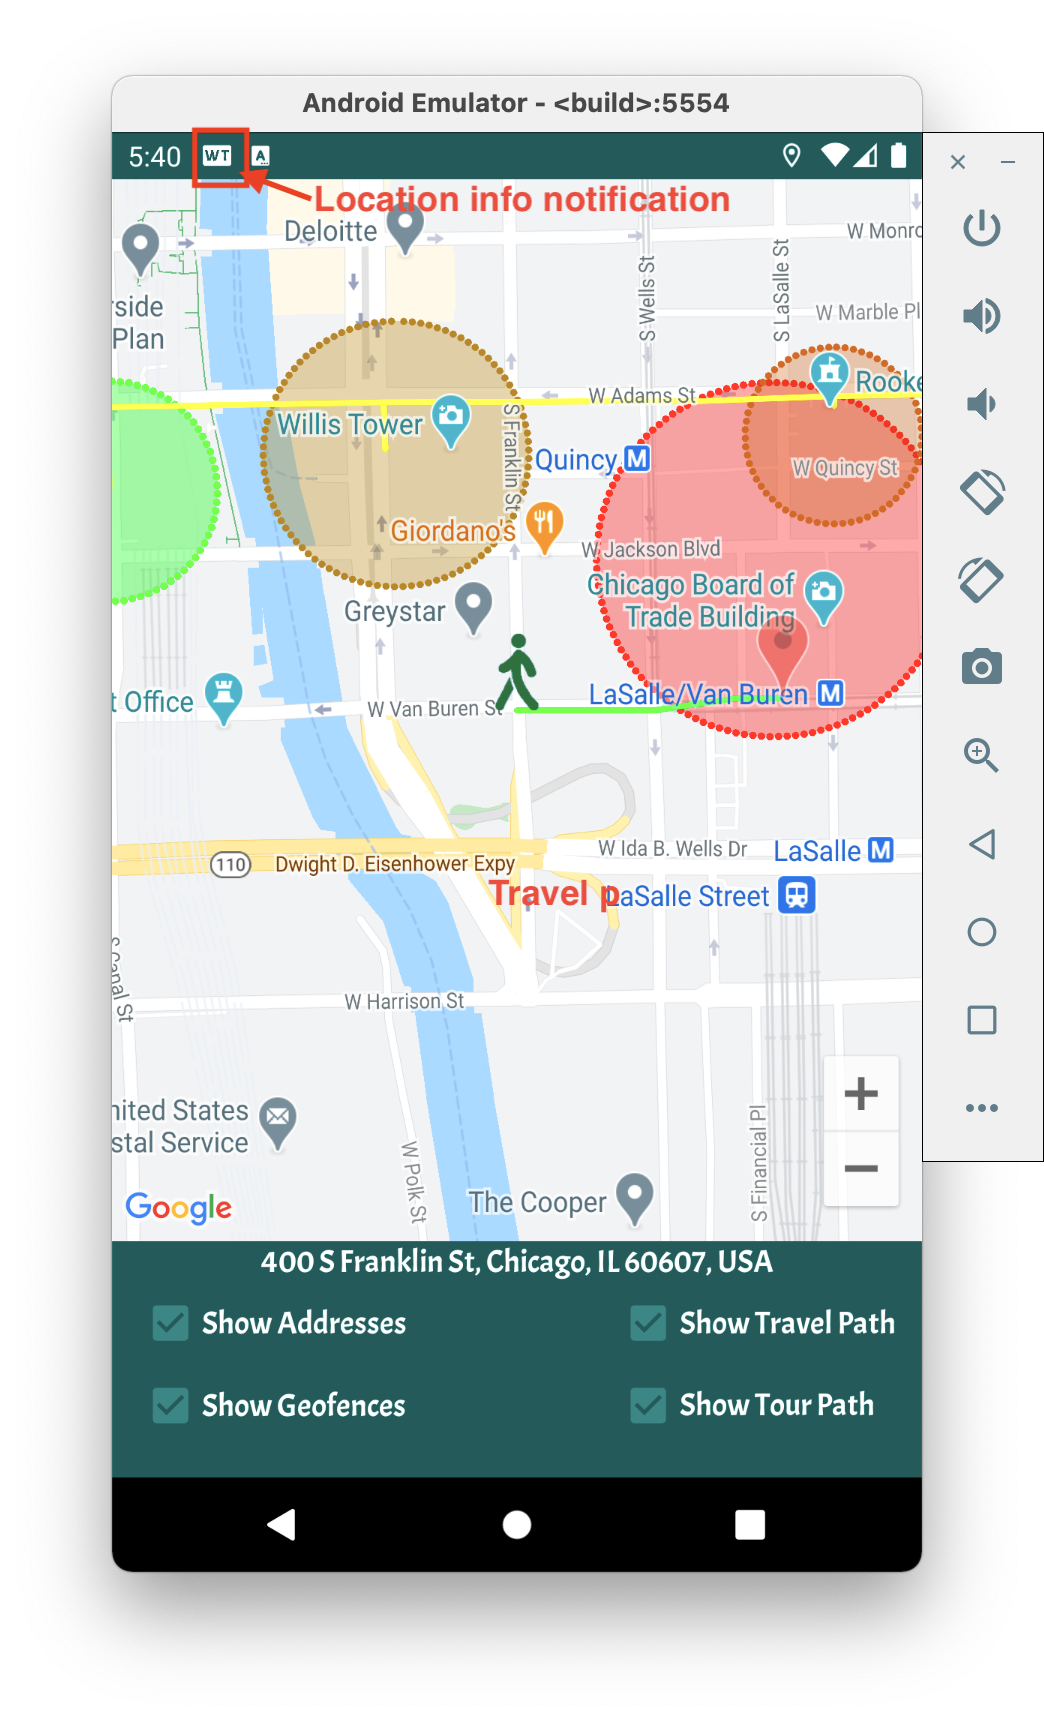 Android Emulator - <build>:5554
5:40
WT
A
Location info notification
Deloitte
W Monro
rside
Plan
S Wells St
S LaSalle St
W Marble Pl
Rooke
W Adams St
Willis Tower
S Franklin St
Quincy M
W Quincy St
Giordano's
W Jackson Blvd
Chicago Board of
Trade Building
Greystar
t Office
LaSalle/Van Buren M
W Van Buren St
W Ida B. Wells Dr
LaSalle M
110
Dwight D. Eisenhower Expy
Travel p
LaSalle Street
S Canal St
W Harrison St
nited States
stal Service
W Polk St
S Financial Pl
The Cooper
Google
400 S Franklin St, Chicago, IL 60607, USA
Show Addresses
Show Travel Path
Show Geofences
Show Tour Path